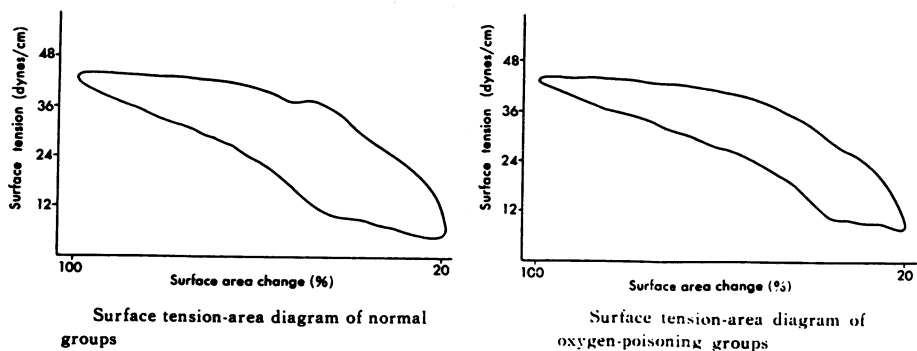 Surface tension (dynes/cm)
48
36
24
12
100
20
Surface area change (%)
Surface tension-area diagram of normal
groups
Surface tension (dynes/cm)
48
36
24
12
100
20
Surface area change (%)
Surface tension-area diagram of
oxygen-poisoning groups